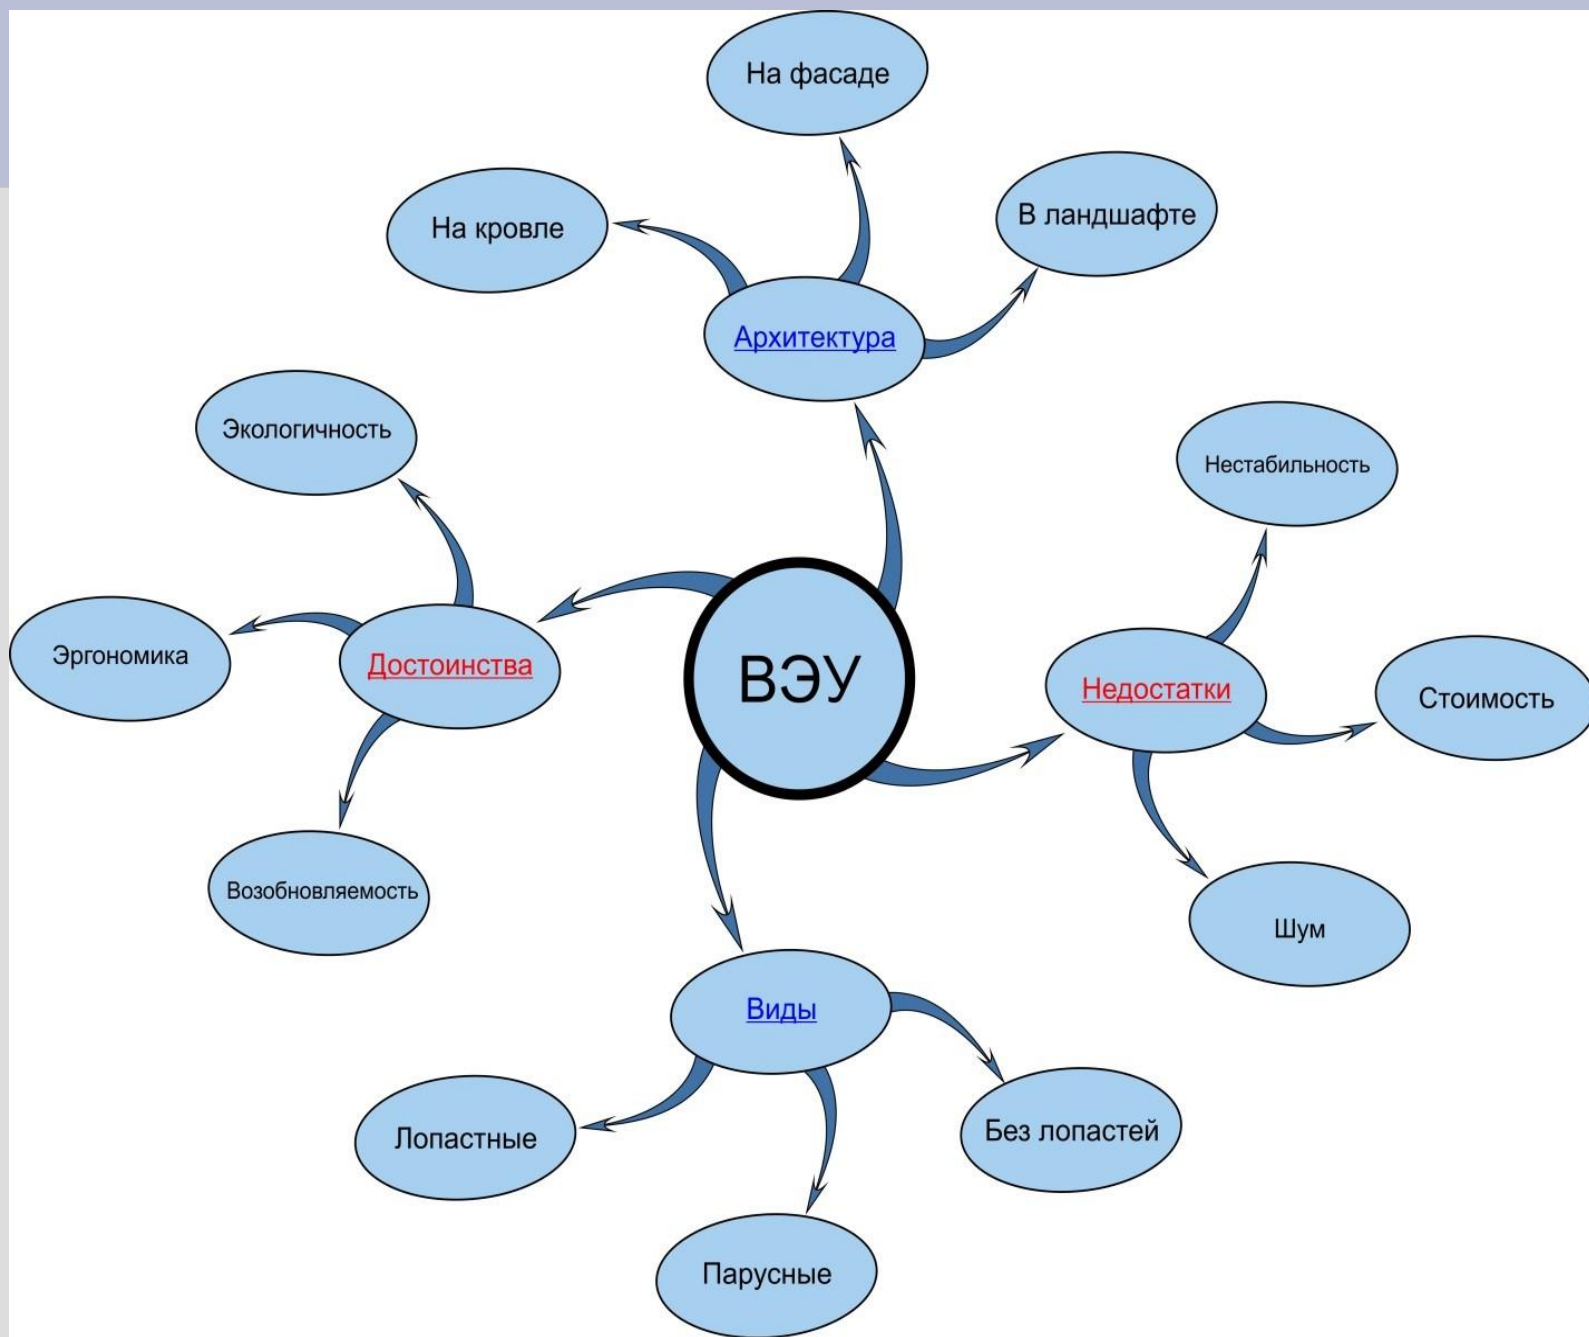 На фасаде
На кровле
В ландшафте
Архитектура
Экологичность
Нестабильность
Эргономика
Достоинства
ВЭУ
Недостатки
Стоимость
Возобновляемость
Шум
Виды
Лопастные
Без лопастей
Парусные